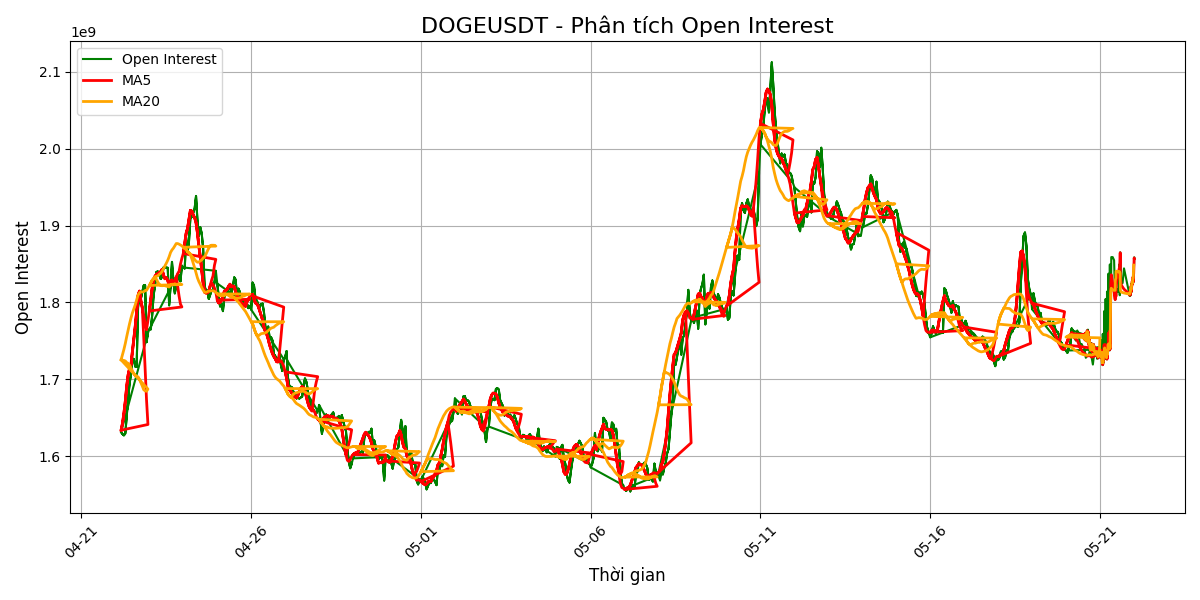 DOGEUSDT - Phân tích Open Interest
1e9
Open Interest
MA5
MA20
2.1
2.0
1.9
1.8
1.7
1.6
Open Interest
04-21
04-26
05-01
05-06
05-11
05-16
05-21
Thời gian